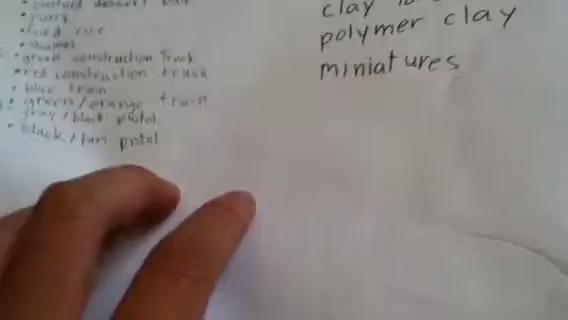 fried rice
green construction truck
red construction truck
blue train
green/orange train
gray/black pistol
black/tan pistol
clay
polymer clay
miniatures